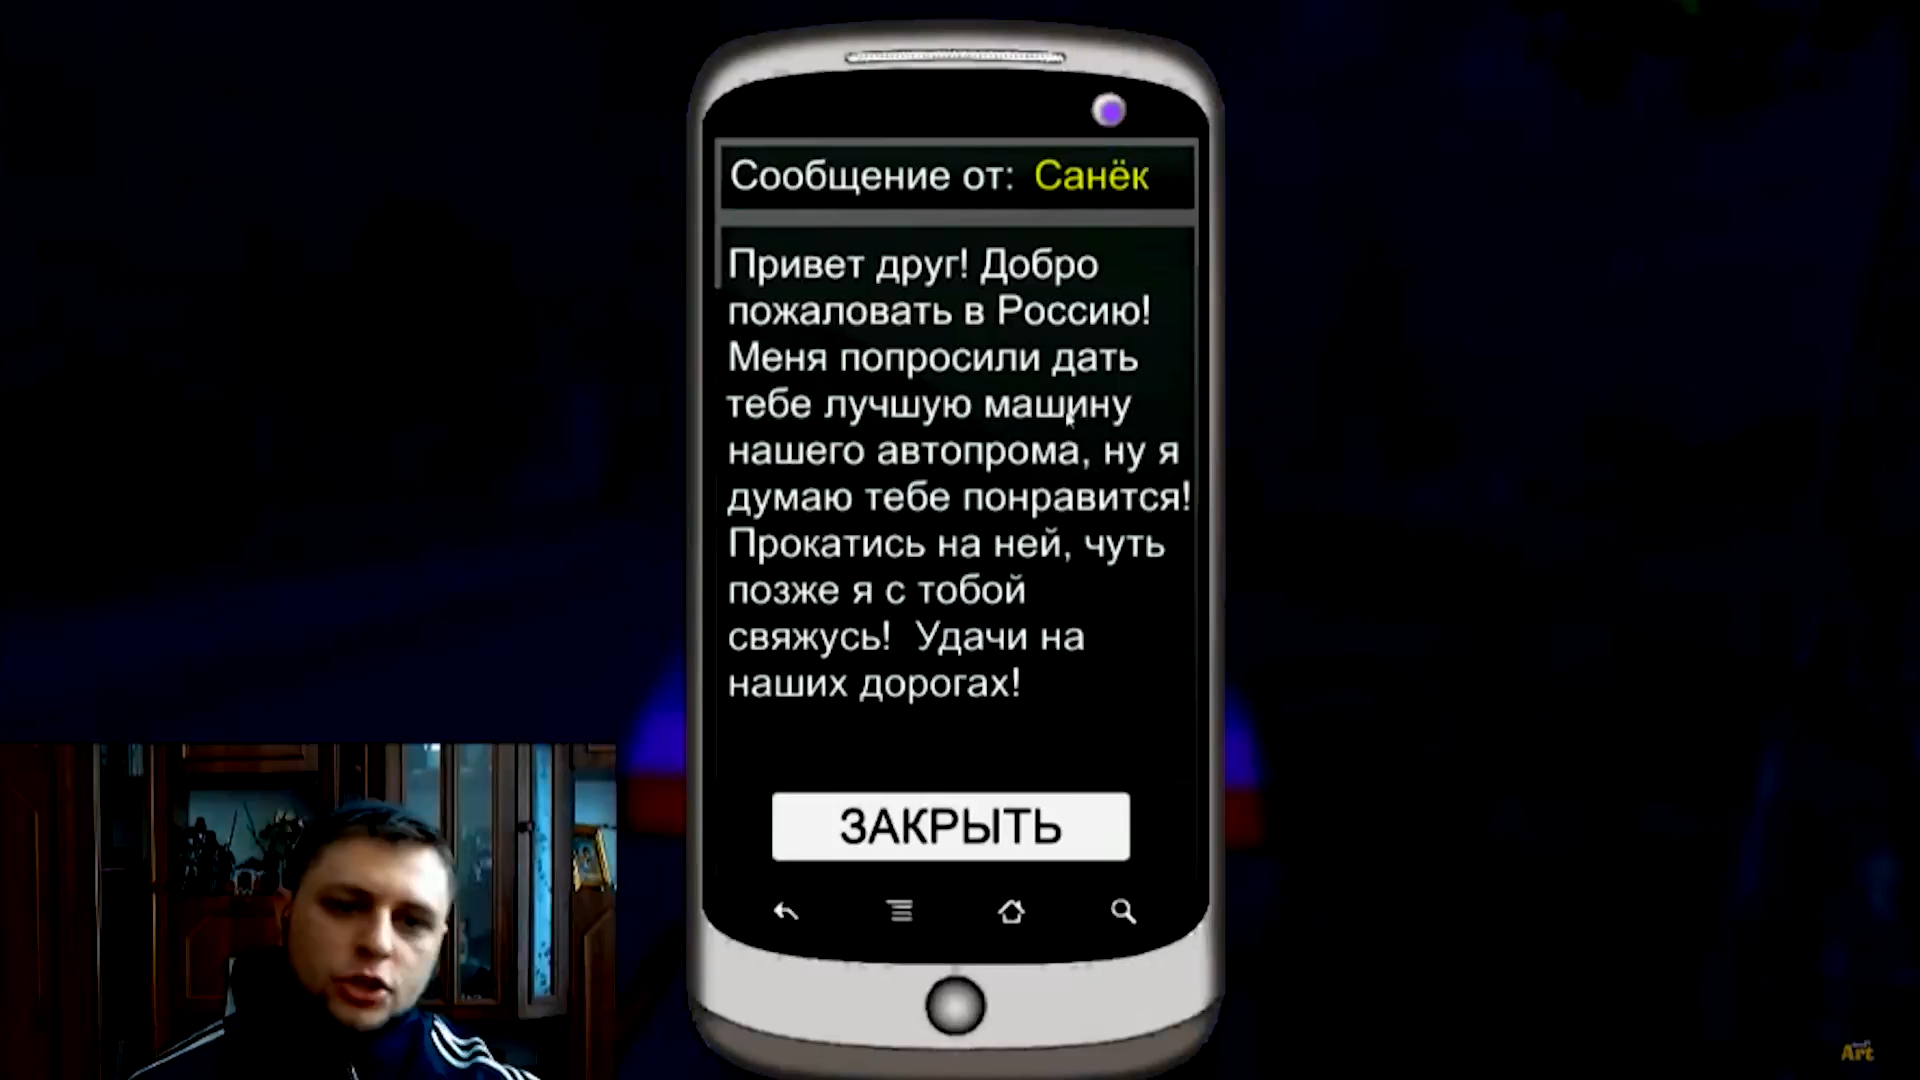 Сообщение от: Санёк
Привет друг! Добро
пожаловать в Россию!
Меня попросили дать
тебе лучшую машину
нашего автопрома, ну я
думаю тебе понравится!
Прокатись на ней, чуть
позже я с тобой
свяжусь! Удачи на
наших дорогах!
ЗАКРЫТЬ
Art